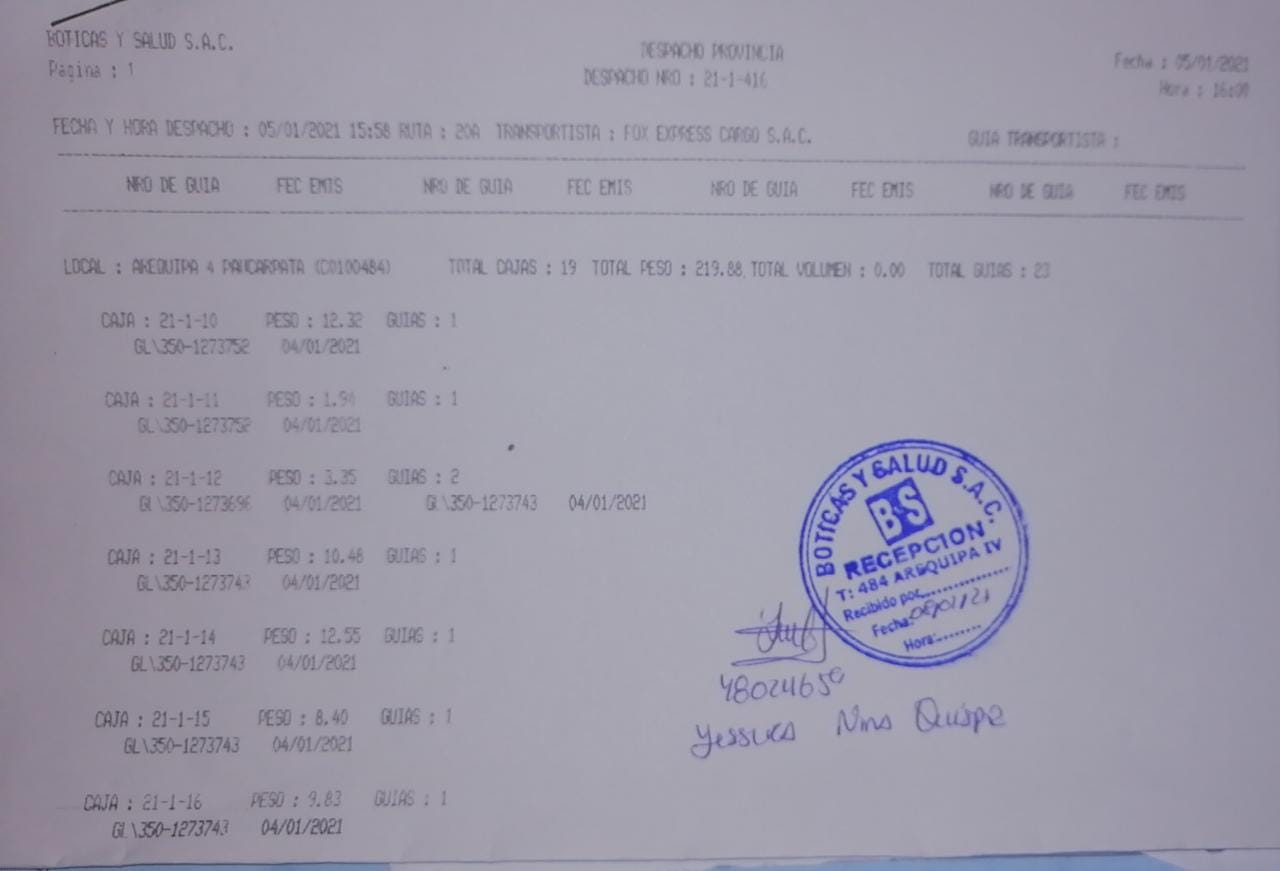 BOTICAS Y SALUD S.A.C.
Pagina : 1
DESPACHO PROVINCIA
DESPACHO NRO : 21-1-416
Fecha : 05/01/2021
Hora : 16:00
FECHA Y HORA DESPACHO : 05/01/2021 15:58 RUTA : 20A TRANSPORTISTA : FOX EXPRESS CARGO S.A.C. GUIA TRANSPORTISTA :
NRO DE GUIA FEC EMIS NRO DE GUIA FEC EMIS NRO DE GUIA FEC EMIS NRO DE GUIA FEC EMIS
LOCAL : AREQUIPA 4 PAUCARPATA (C0100484) TOTAL CAJAS : 19 TOTAL PESO : 219.88 TOTAL VOLUMEN : 0.00 TOTAL GUIAS : 23
CAJA : 21-1-10 PESO : 12.32 GUIAS : 1
GL\350-1273752 04/01/2021
CAJA : 21-1-11 PESO : 1.94 GUIAS : 1
GL\350-1273752 04/01/2021
CAJA : 21-1-12 PESO : 3.35 GUIAS : 2
GL\350-1273696 04/01/2021 GL\350-1273743 04/01/2021
CAJA : 21-1-13 PESO : 10.48 GUIAS : 1
GL\350-1273743 04/01/2021
CAJA : 21-1-14 PESO : 12.55 GUIAS : 1
GL\350-1273743 04/01/2021
CAJA : 21-1-15 PESO : 8.40 GUIAS : 1
GL\350-1273743 04/01/2021
CAJA : 21-1-16 PESO : 9.83 GUIAS : 1
GL\350-1273743 04/01/2021
BOTICAS Y SALUD S.A.C.
BS
RECEPCION
T: 484 AREQUIPA IV
Recibido por:
Fecha:
Hora:
Quispe